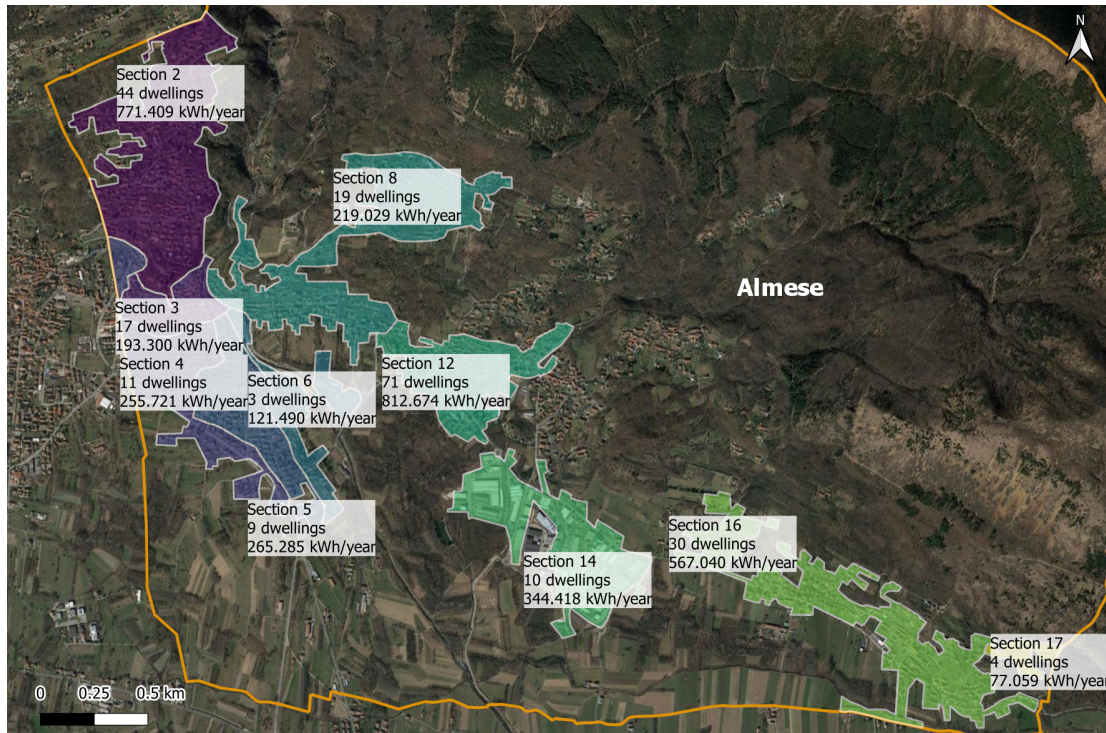 N
Section 2
44 dwellings
771.409 kWh/year
Section 8
19 dwellings
219.029 kWh/year
Almese
Section 3
17 dwellings
193.300 kWh/year
Section 4
11 dwellings
255.721 kWh/year
Section 6
3 dwellings
121.490 kWh/year
Section 12
71 dwellings
812.674 kWh/year
Section 5
9 dwellings
265.285 kWh/year
Section 14
10 dwellings
344.418 kWh/year
Section 16
30 dwellings
567.040 kWh/year
Section 17
4 dwellings
77.059 kWh/year
0 0.25 0.5 km